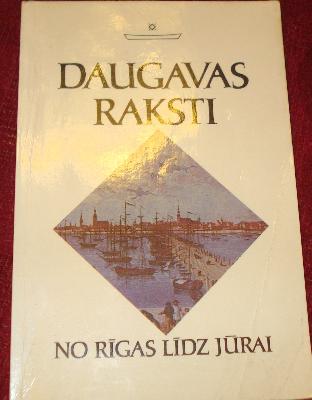 DAUGAVAS
RAKSTI
NO RĪGAS LĪDZ JŪRAI